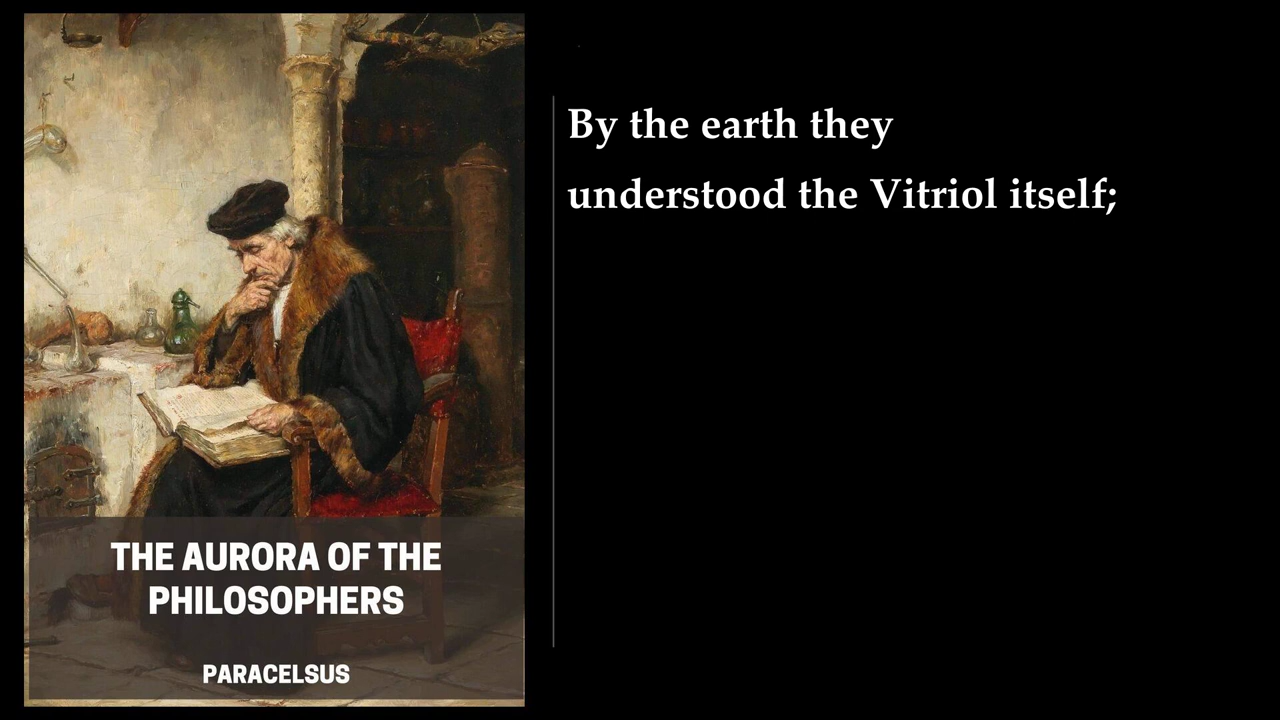 By the earth they
understood the Vitriol itself;
THE AURORA OF THE
PHILOSOPHERS
PARACELSUS